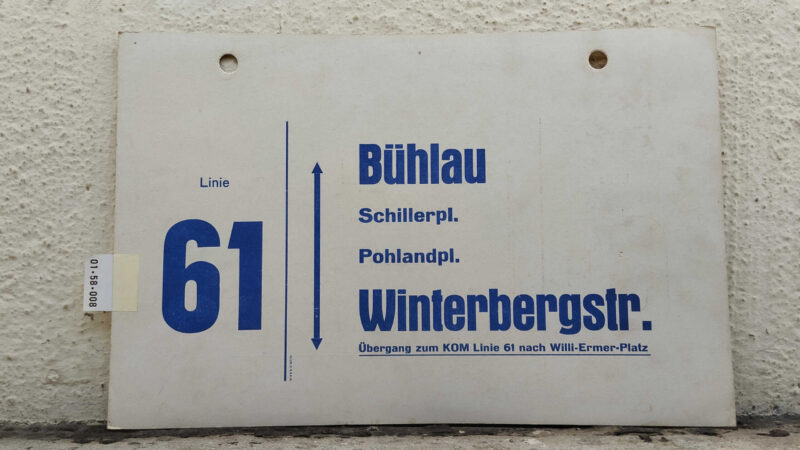 Linie
61
Bühlau
Schillerpl.
Pohlandpl.
Winterbergstr.
Übergang zum KOM Linie 61 nach Willi-Ermer-Platz
01-58-008